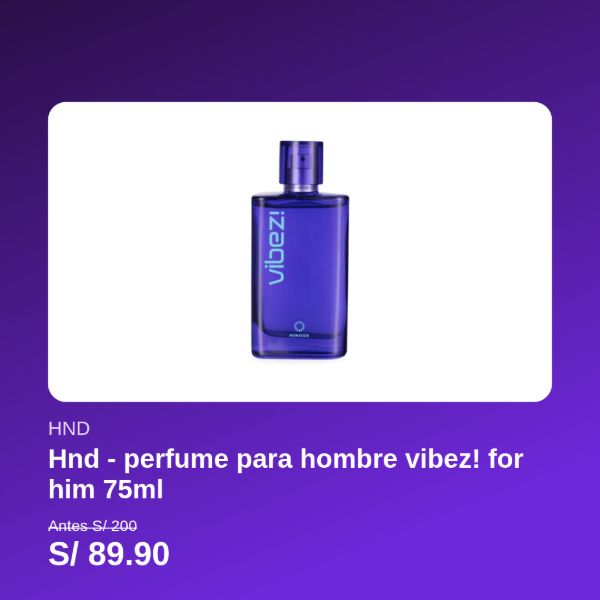 vibez!
HINODE
HND
Hnd - perfume para hombre vibez! for
him 75ml
Antes S/ 200
S/ 89.90